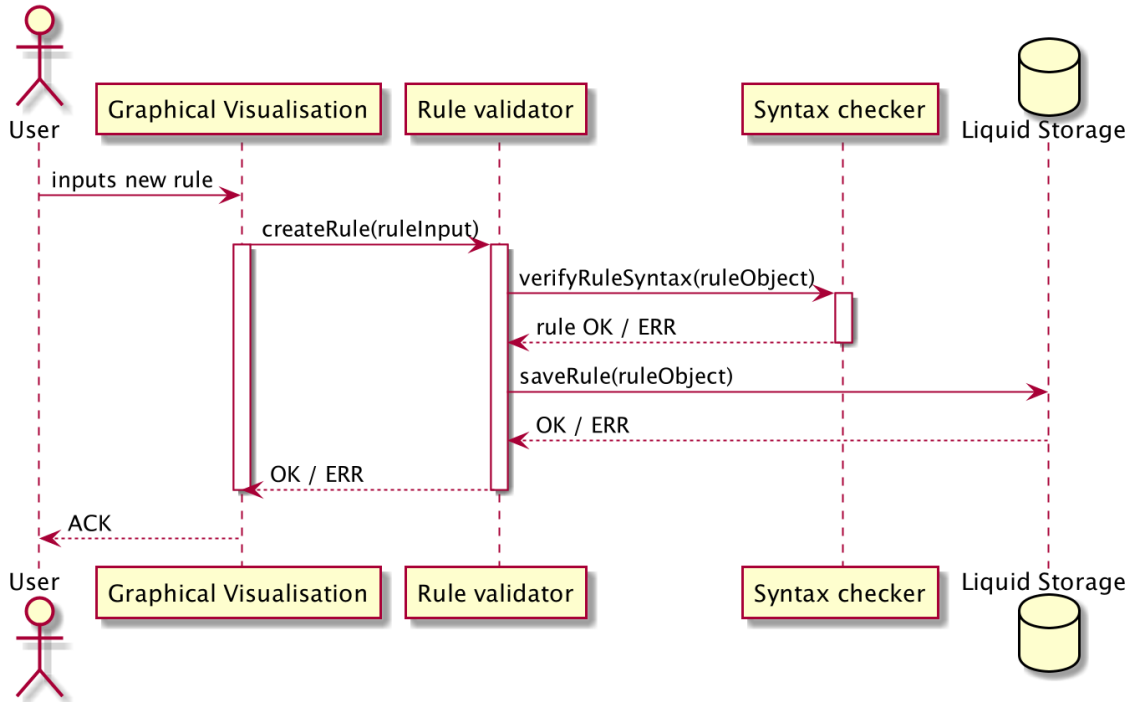 User
Graphical Visualisation
Rule validator
Syntax checker
Liquid Storage
inputs new rule
createRule(ruleInput)
verifyRuleSyntax(ruleObject)
rule OK / ERR
saveRule(ruleObject)
OK / ERR
OK / ERR
ACK
User
Graphical Visualisation
Rule validator
Syntax checker
Liquid Storage